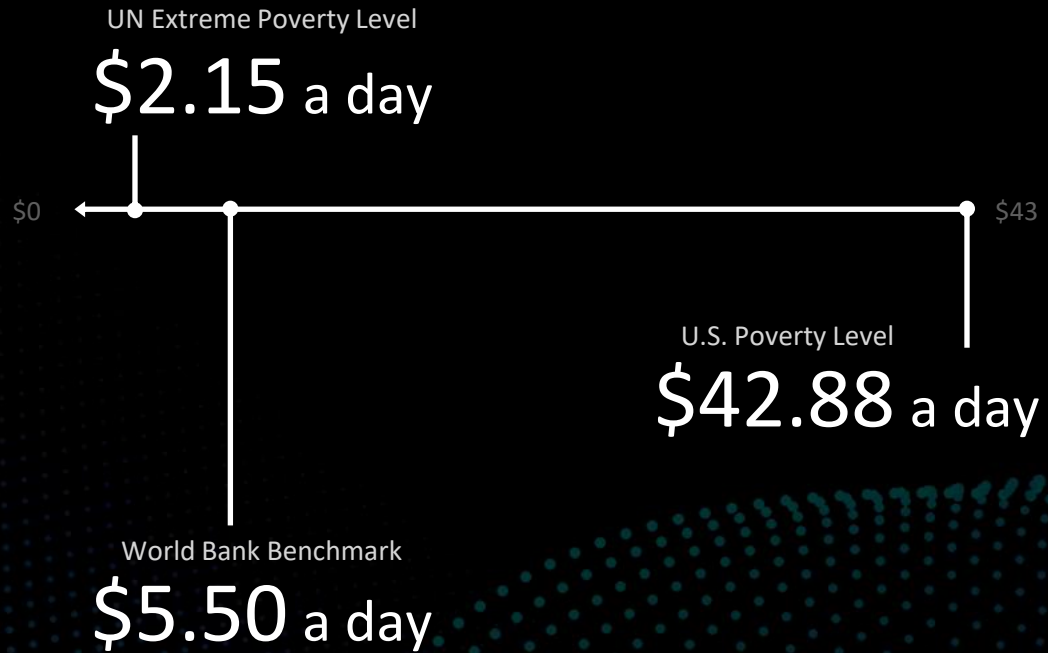 UN Extreme Poverty Level
$2.15 a day
$0
$43
U.S. Poverty Level
$42.88 a day
World Bank Benchmark
$5.50 a day